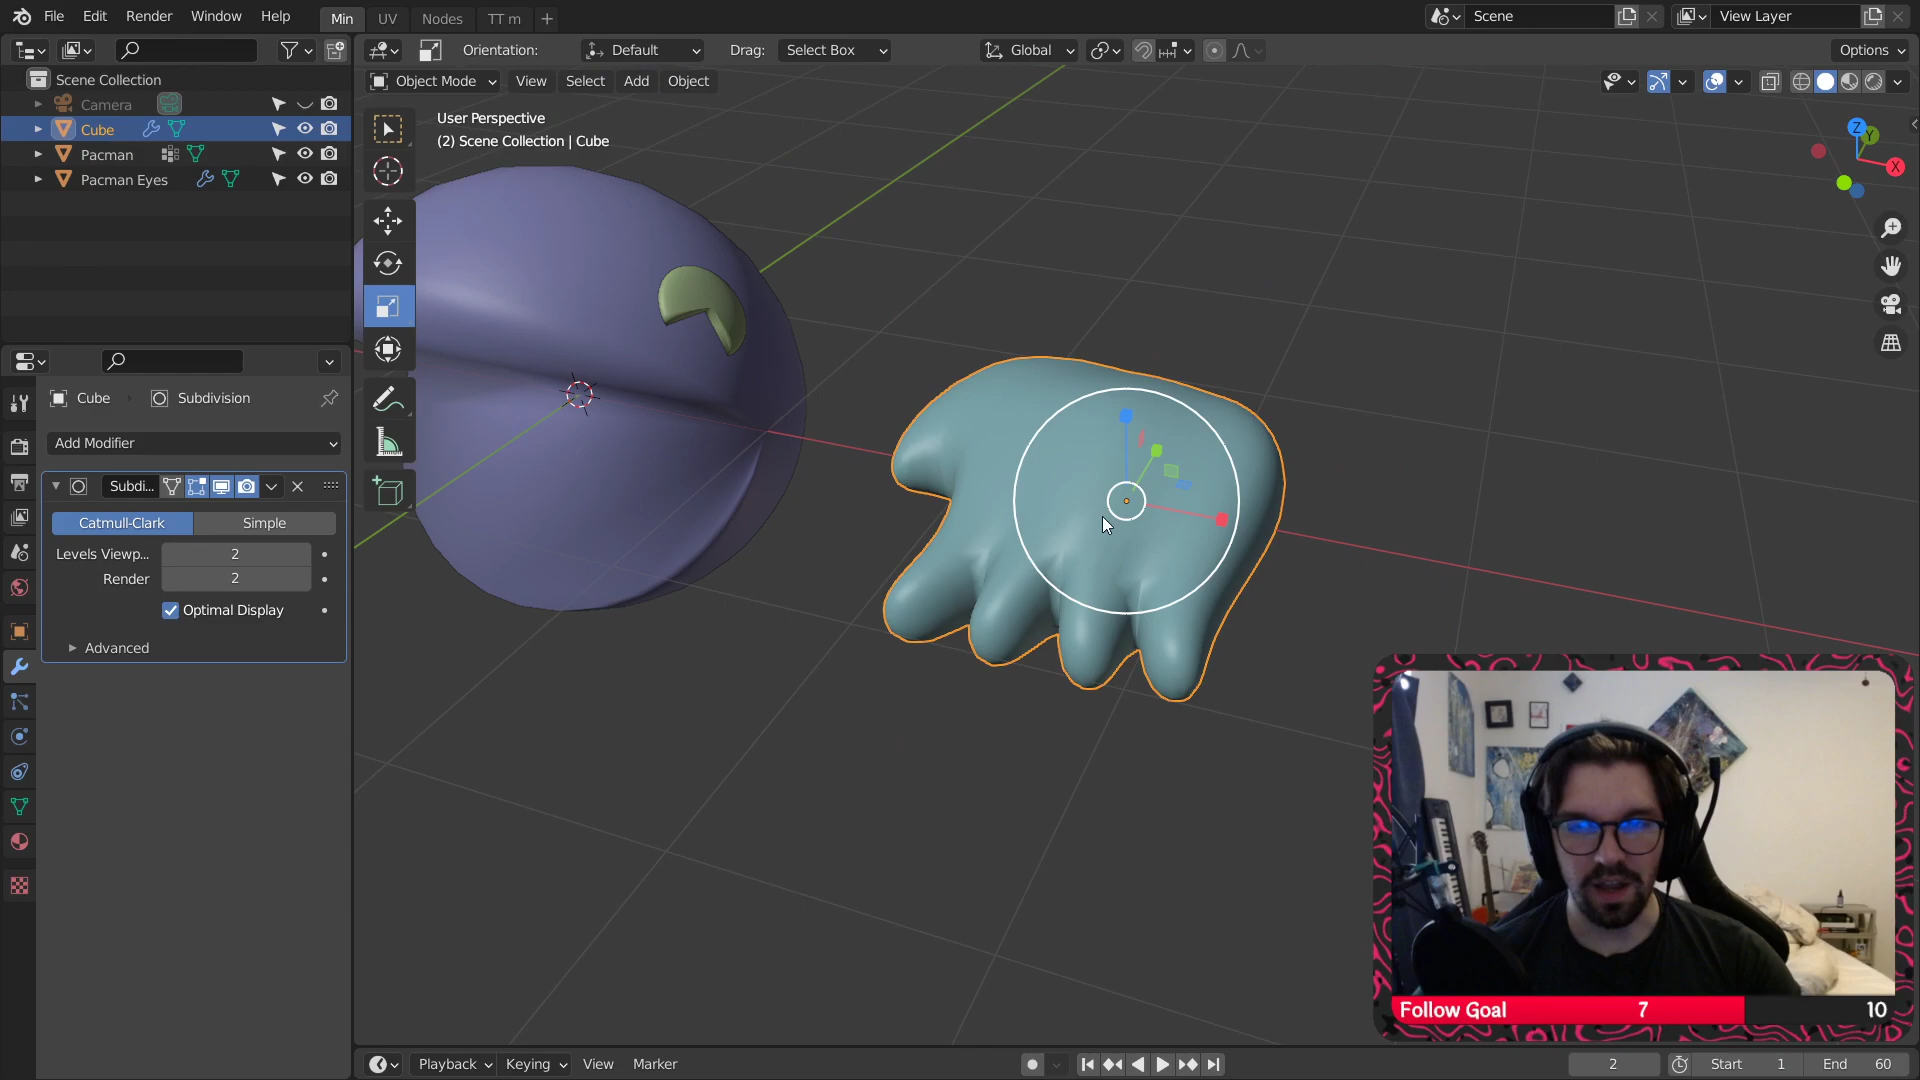 File Edit Render Window Help Min UV Nodes TT m Scene View Layer
Orientation: Default Drag: Select Box Global Options
Scene Collection
Object Mode View Select Add Object
Camera
Cube
Pacman
Pacman Eyes
User Perspective
(2) Scene Collection | Cube
Z
Y
X
Cube Subdivision
Add Modifier
Subdi...
Catmull-Clark Simple
Levels Viewp... 2
Render 2
Optimal Display
Advanced
Follow Goal 7 10
Playback Keying View Marker 2 Start 1 End 60